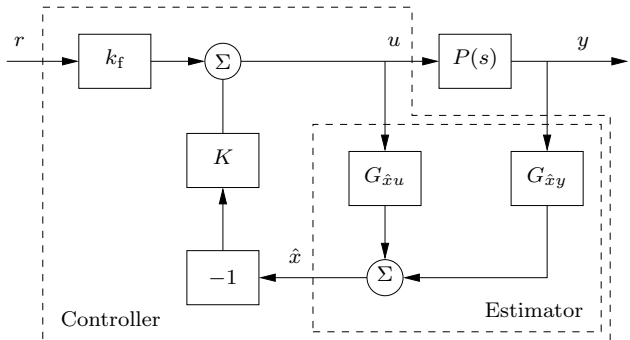 r
k_f
Σ
u
P(s)
y
K
G_{x̂u}
G_{x̂y}
x̂
-1
Σ
Controller
Estimator